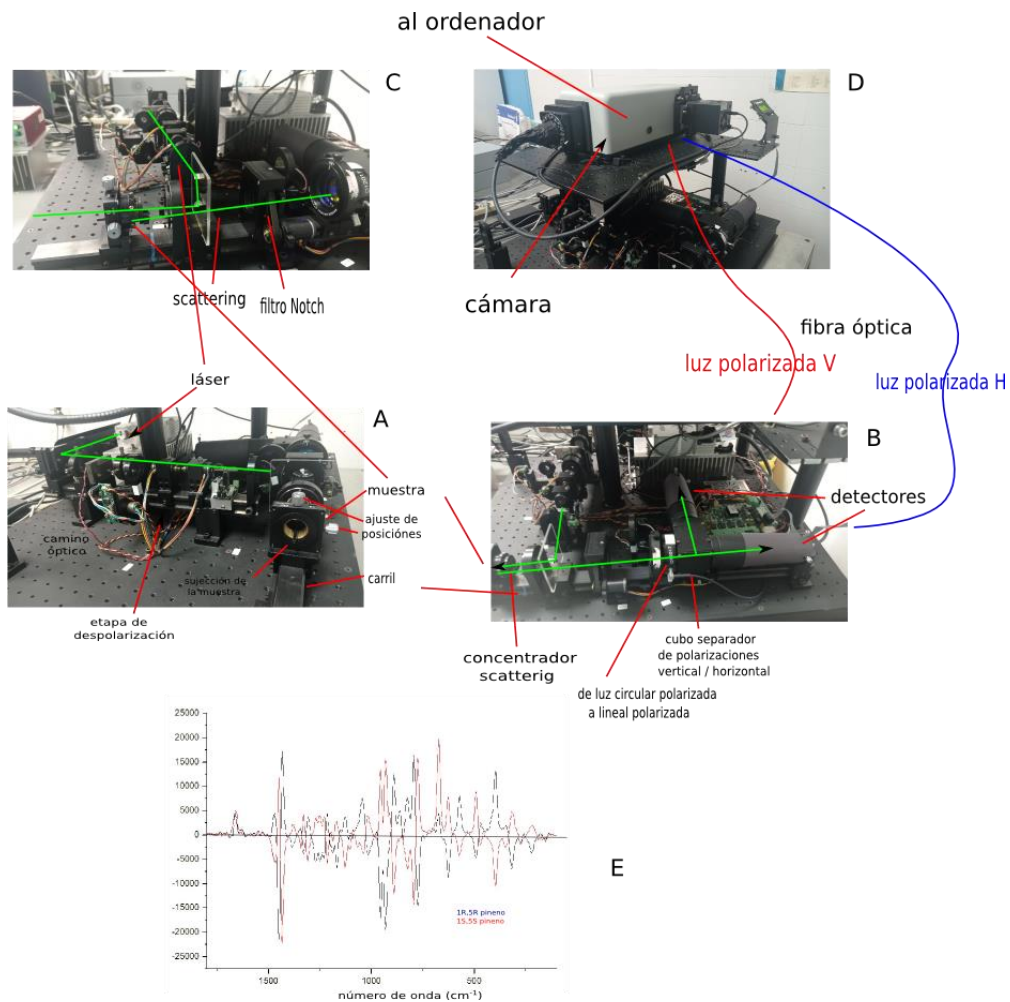 al ordenador
C
D
scattering
filtro Notch
cámara
fibra óptica
luz polarizada V
luz polarizada H
láser
A
B
muestra
ajuste de
posiciónes
detectores
camino
óptico
sujección de
la muestra
carril
etapa de
despolarización
concentrador
scatterig
cubo separador
de polarizaciones
vertical / horizontal
de luz circular polarizada
a lineal polarizada
25000
20000
15000
10000
5000
0
-5000
-10000
-15000
-20000
-25000
E
1R,5R pineno
1S,5S pineno
1500
1000
500
número de onda (cm⁻¹)